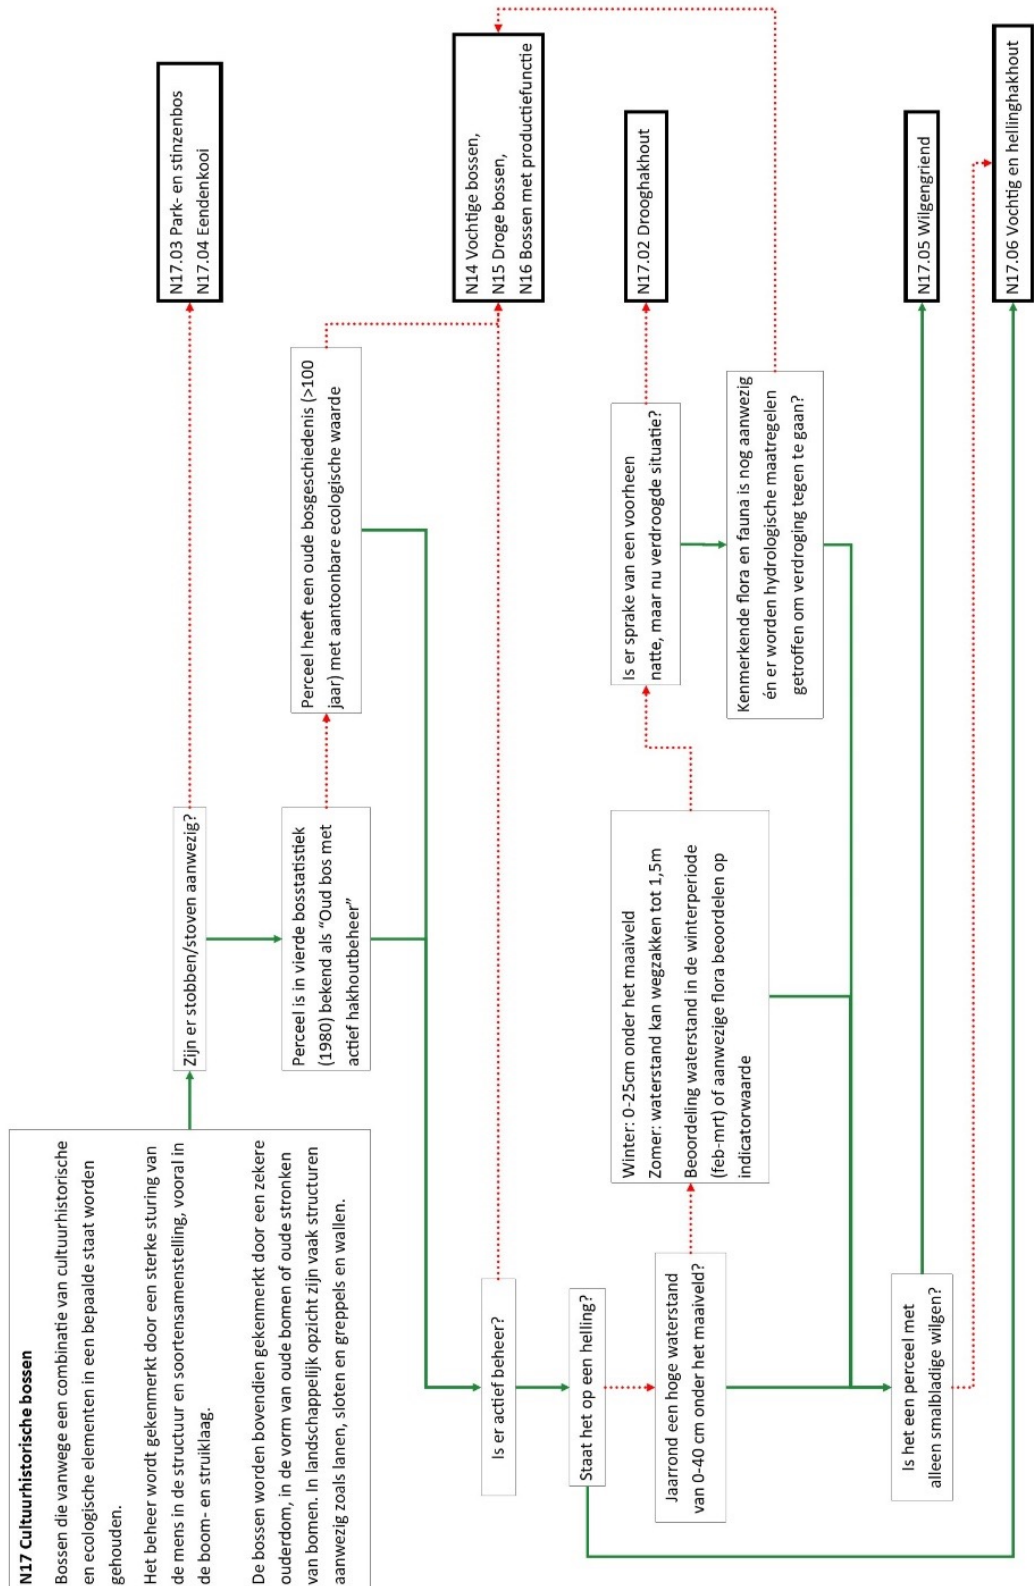 N17 Cultuurhistorische bossen
Bossen die vanwege een combinatie van cultuurhistorische
en ecologische elementen in een bepaalde staat worden
gehouden.
Het beheer wordt gekenmerkt door een sterke sturing van
de mens in de structuur en soortensamenstelling, vooral in
de boom- en struiklaag.
De bossen worden bovendien gekenmerkt door een zekere
ouderdom, in de vorm van oude bomen of oude stronken
van bomen. In landschappelijk opzicht zijn vaak structuren
aanwezig zoals lanen, sloten en greppels en wallen.
Zijn er stobben/stoven aanwezig?
N17.03 Park- en stinzenbos
N17.04 Eendenkooi
Perceel is in vierde bosstatistiek
(1980) bekend als “Oud bos met
actief hakhoutbeheer”
Perceel heeft een oude bosgeschiedenis (>100
jaar) met aantoonbare ecologische waarde
N14 Vochtige bossen,
N15 Droge bossen,
N16 Bossen met productiefunctie
Is er actief beheer?
Staat het op een helling?
Jaarrond een hoge waterstand
van 0-40 cm onder het maaiveld?
Winter: 0-25cm onder het maaiveld
Zomer: waterstand kan wegzakken tot 1,5m
Beoordeling waterstand in de winterperiode
(feb-mrt) of aanwezige flora beoordelen op
indicatorwaarde
Is er sprake van een voorheen
natte, maar nu verdroogde situatie?
N17.02 Drooghakhout
Kenmerkende flora en fauna is nog aanwezig
én er worden hydrologische maatregelen
getroffen om verdroging tegen te gaan?
Is het een perceel met
alleen smalbladige wilgen?
N17.05 Wilgengriend
N17.06 Vochtig en hellinghakhout